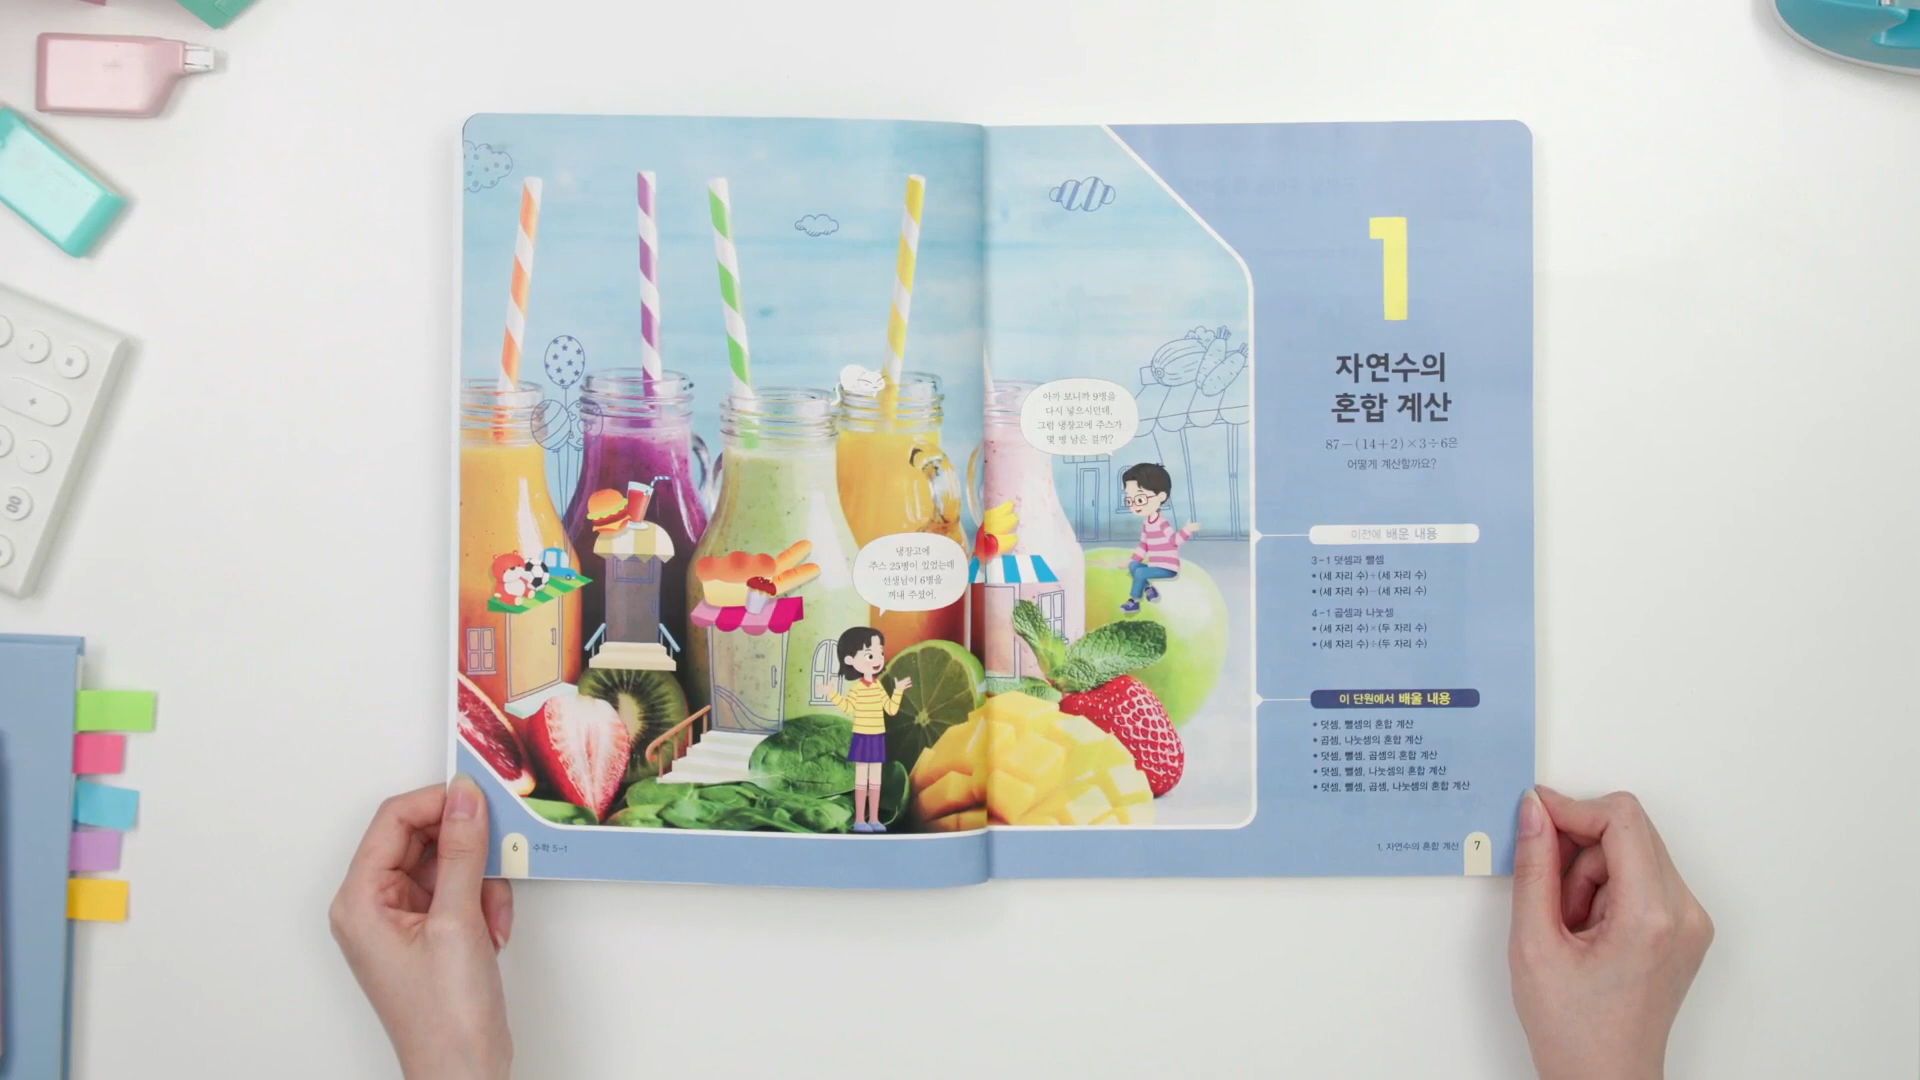 냉장고에
주스 25병이 있었는데
선생님이 6병을
꺼내 주셨어.
6
수학 5-1
아까 보니까 9병을
다시 넣으시던데,
그럼 냉장고에 주스가
몇 병 남은 걸까?
1
자연수의
혼합 계산
87-(14+2)×3÷6은
어떻게 계산할까요?
이전에 배운 내용
3-1 덧셈과 뺄셈
• (세 자리 수)+(세 자리 수)
• (세 자리 수)-(세 자리 수)
4-1 곱셈과 나눗셈
• (세 자리 수)×(두 자리 수)
• (세 자리 수)÷(두 자리 수)
이 단원에서 배울 내용
• 덧셈, 뺄셈의 혼합 계산
• 곱셈, 나눗셈의 혼합 계산
• 덧셈, 뺄셈, 곱셈의 혼합 계산
• 덧셈, 뺄셈, 나눗셈의 혼합 계산
• 덧셈, 뺄셈, 곱셈, 나눗셈의 혼합 계산
1. 자연수의 혼합 계산
7